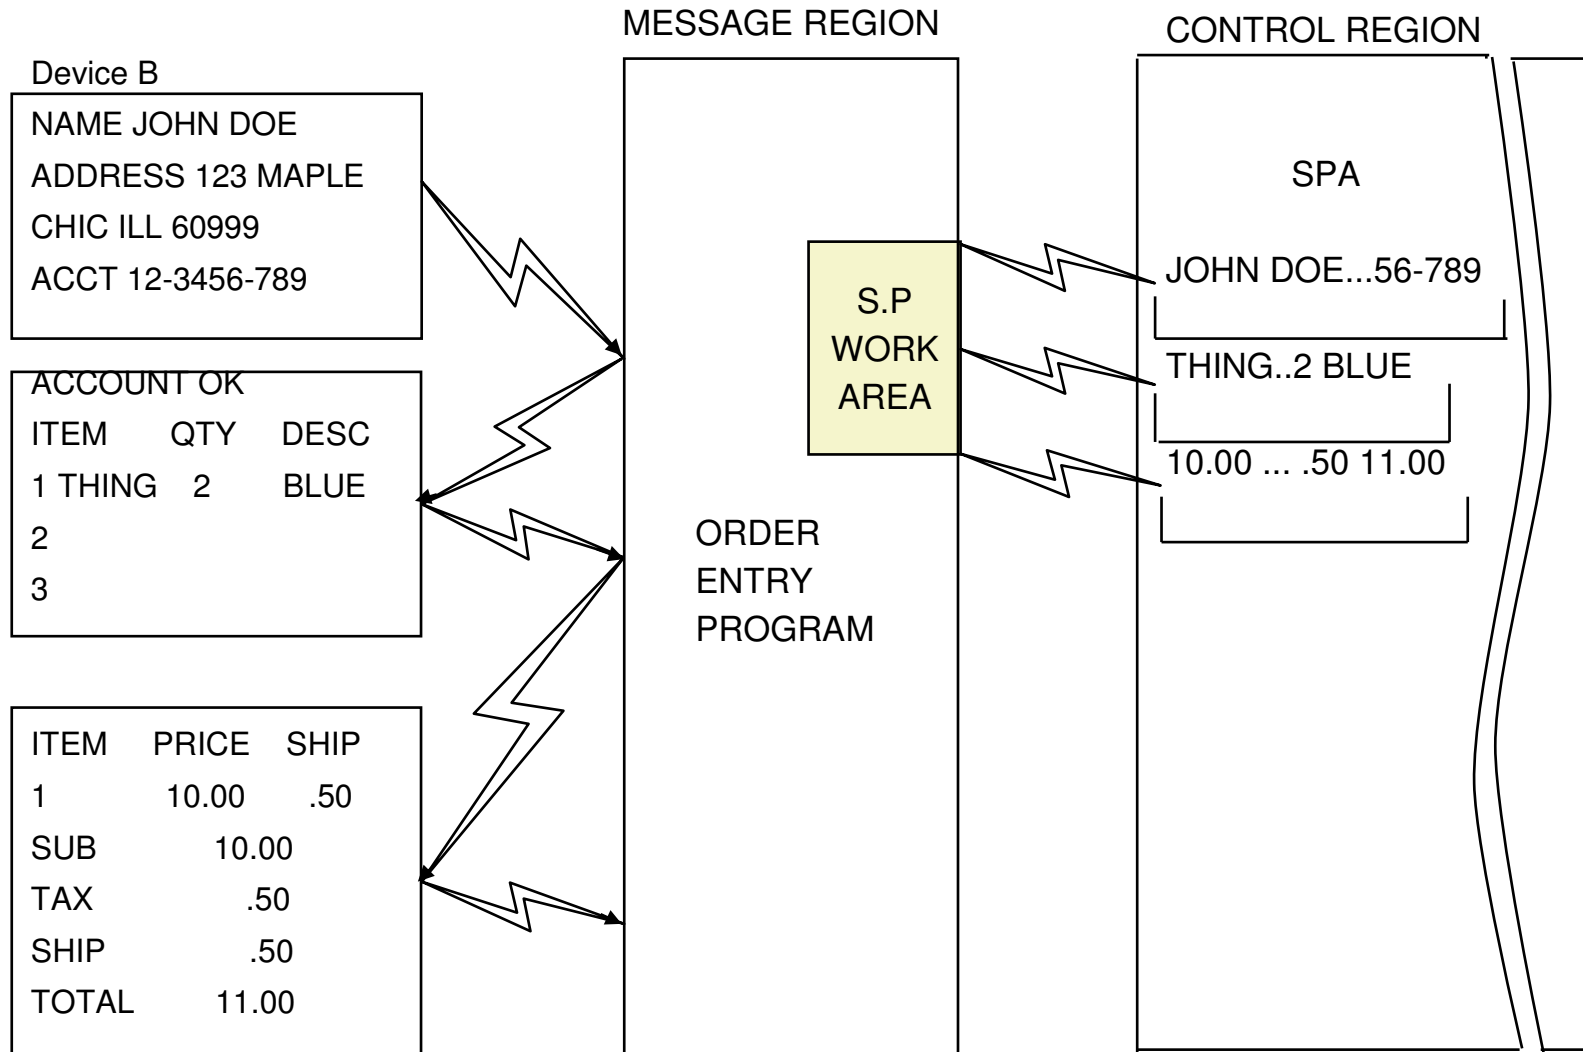 MESSAGE REGION
CONTROL REGION
Device B
NAME JOHN DOE
ADDRESS 123 MAPLE
CHIC ILL 60999
ACCT 12-3456-789
ACCOUNT OK
ITEM QTY DESC
1 THING 2 BLUE
2
3
ITEM PRICE SHIP
1 10.00 .50
SUB 10.00
TAX .50
SHIP .50
TOTAL 11.00
S.P
WORK
AREA
ORDER
ENTRY
PROGRAM
SPA
JOHN DOE...56-789
THING..2 BLUE
10.00 ... .50 11.00